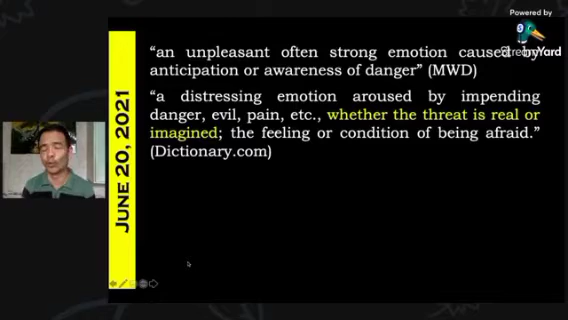 Powered by
StreamYard
“an unpleasant often strong emotion caused by
anticipation or awareness of danger” (MWD)
“a distressing emotion aroused by impending
danger, evil, pain, etc., whether the threat is real or
imagined; the feeling or condition of being afraid.”
(Dictionary.com)
JUNE 20, 2021